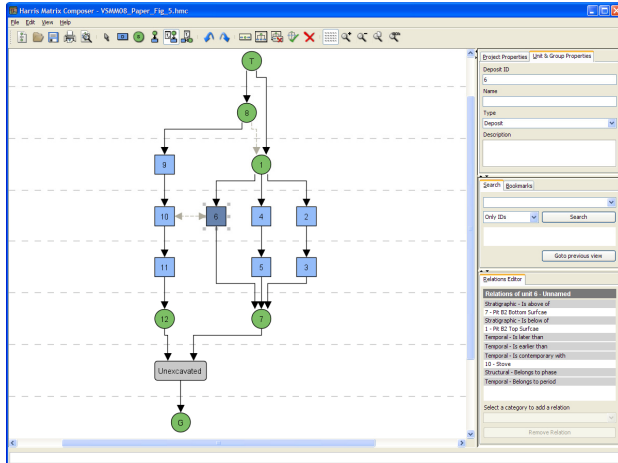 Harris Matrix Composer - VSMM08_Paper_Fig_5.hmc
File Edit View Help
T
8
9
1
10
6
4
2
11
5
3
12
7
Unexcavated
G
Project Properties Unit & Group Properties
Deposit ID
6
Name
Type
Deposit
Description
Search Bookmarks
Only IDs Search
Goto previous view
Relations Editor
Relations of unit 6 - Unnamed
Stratigraphic - Is above of
7 - Pit B2 Bottom Surfcae
Stratigraphic - Is below of
1 - Pit B2 Top Surfcae
Temporal - Is later than
Temporal - Is earlier than
Temporal - Is contemporary with
10 - Stove
Structural - Belongs to phase
Temporal - Belongs to period
Select a category to add a relation
Remove Relation